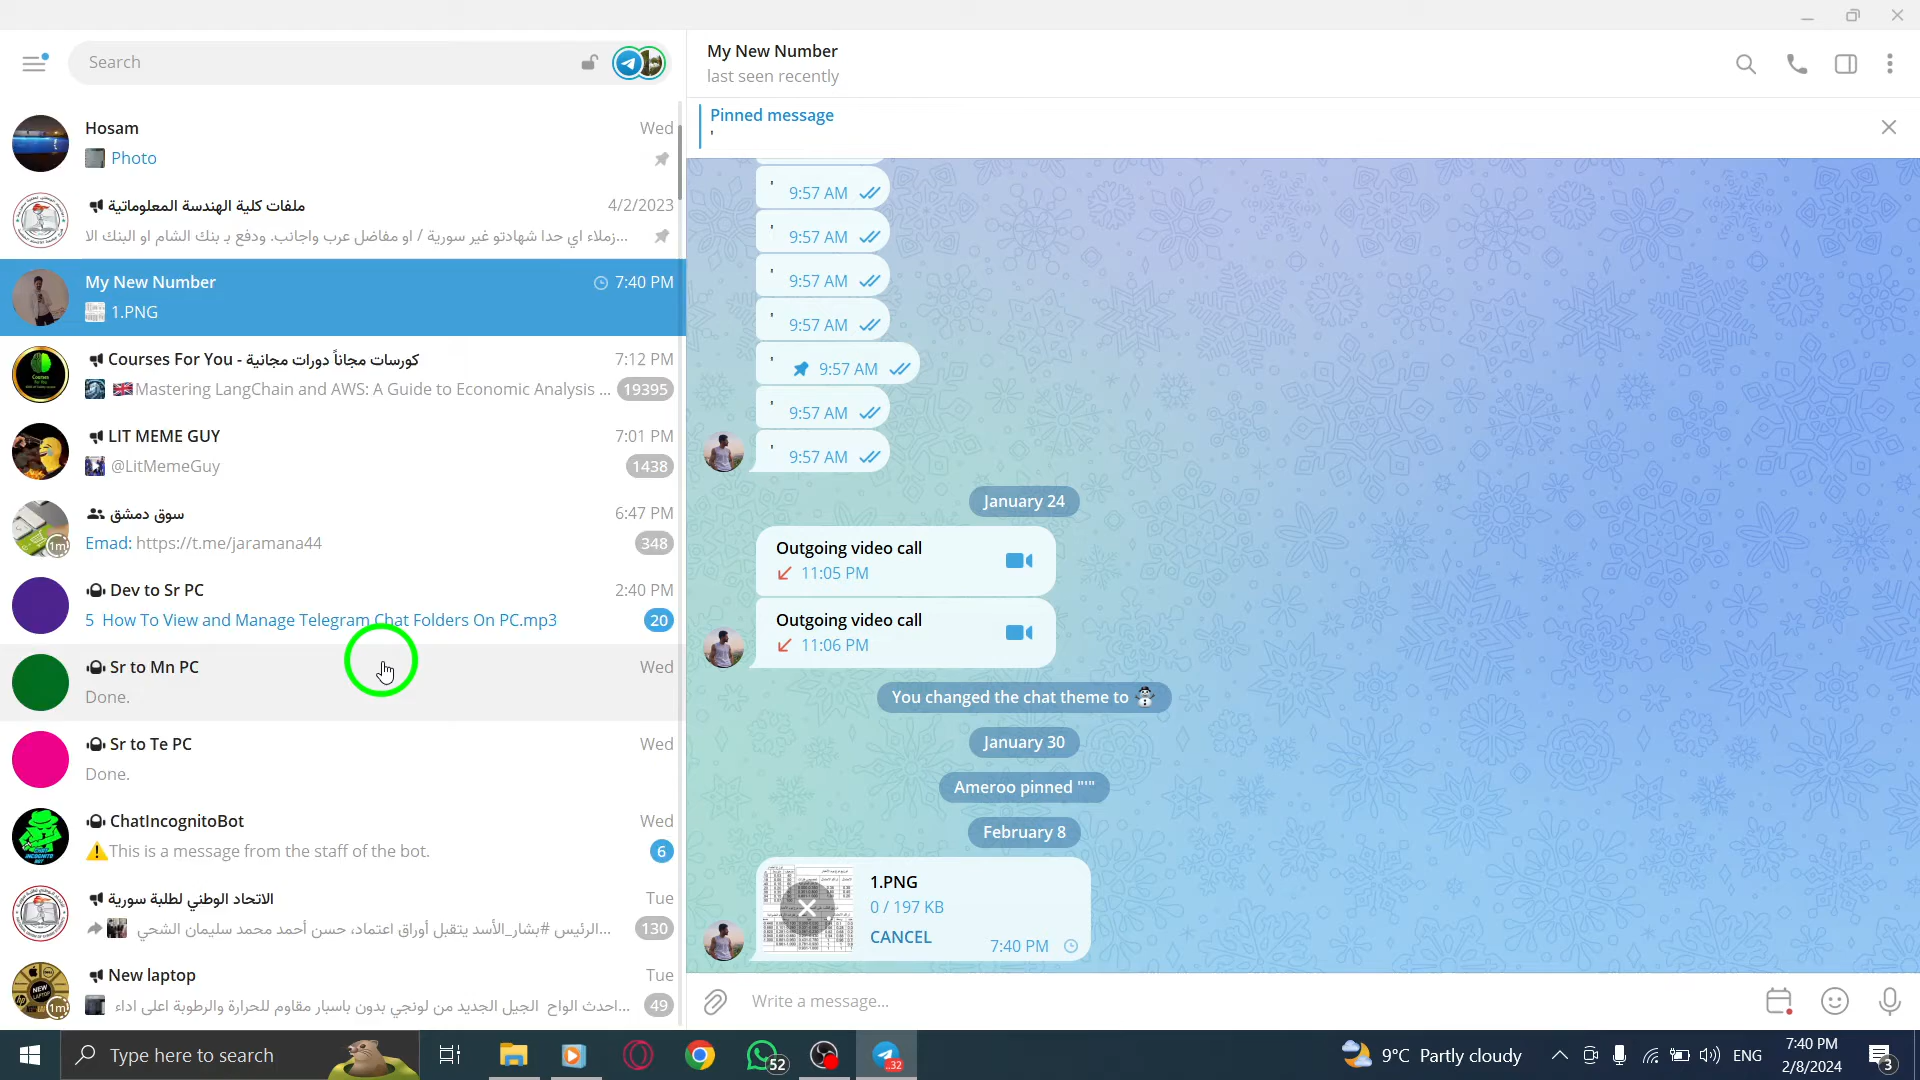 Search
Hosam
Wed
Photo
ملفات كلية الهندسة المعلوماتية
4/2/2023
زملاء اي حدا شهادتو غير سورية / او مفاضل عرب واجانب. ودفع بـ بنك الشام او البنك الا...
My New Number
7:40 PM
1.PNG
Courses For You - كورسات مجاناً دورات مجانية
7:12 PM
Mastering LangChain and AWS: A Guide to Economic Analysis ...
19395
LIT MEME GUY
7:01 PM
@LitMemeGuy
1438
سوق دمشق
6:47 PM
1m
Emad: https://t.me/jaramana44
348
Dev to Sr PC
2:40 PM
5 How To View and Manage Telegram Chat Folders On PC.mp3
20
Sr to Mn PC
Wed
Done.
Sr to Te PC
Wed
Done.
ChatIncognitoBot
Wed
This is a message from the staff of the bot.
6
الاتحاد الوطني لطلبة سورية
Tue
الرئيس #بشار_الأسد يتقبل أوراق اعتماد، حسن أحمد محمد سليمان الشحي...
130
New laptop
Tue
1m
احدث الواح الجيل الجديد من لونجي بدون باسبار مقاوم للحرارة والرطوبة اعلى اداء...
49
My New Number
last seen recently
Pinned message
'
' 9:57 AM
' 9:57 AM
' 9:57 AM
' 9:57 AM
' 9:57 AM
' 9:57 AM
' 9:57 AM
January 24
Outgoing video call
11:05 PM
Outgoing video call
11:06 PM
You changed the chat theme to ☃️
January 30
Ameroo pinned "'"
February 8
1.PNG
0 / 197 KB
CANCEL
7:40 PM
Write a message...
Type here to search
52
..32
9°C Partly cloudy
ENG
7:40 PM
2/8/2024
3